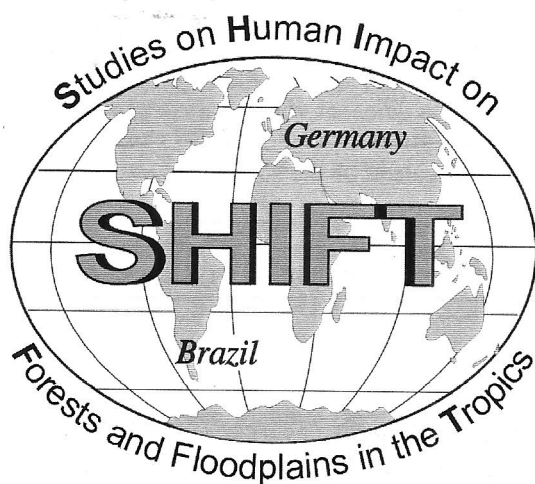 Studies on Human Impact on
Germany
SHIFT
Brazil
Forests and Floodplains in the Tropics